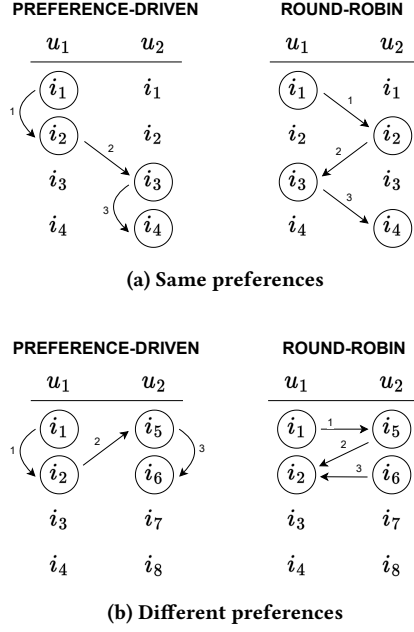 PREFERENCE-DRIVEN ROUND-ROBIN
u1 u2 u1 u2
i1 i1 i1 i1
1 1
i2 i2 i2 i2
2 2
i3 i3 i3 i3
3 3
i4 i4 i4 i4
(a) Same preferences
PREFERENCE-DRIVEN ROUND-ROBIN
u1 u2 u1 u2
i1 i5 i1 1 i5
1 2 3 2
i2 i6 i2 3 i6
i3 i7 i3 i7
i4 i8 i4 i8
(b) Different preferences